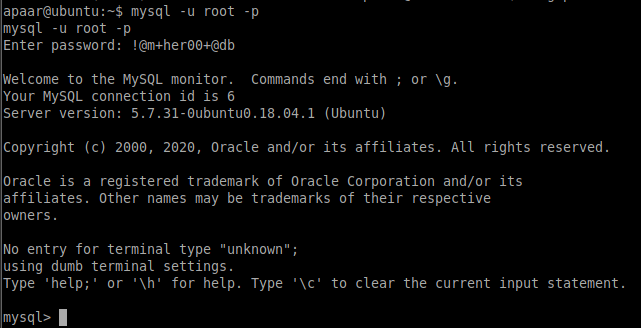 apaar@ubuntu:~$ mysql -u root -p
mysql -u root -p
Enter password: !@m+her00+@db
Welcome to the MySQL monitor.  Commands end with ; or \g.
Your MySQL connection id is 6
Server version: 5.7.31-0ubuntu0.18.04.1 (Ubuntu)
Copyright (c) 2000, 2020, Oracle and/or its affiliates. All rights reserved.
Oracle is a registered trademark of Oracle Corporation and/or its
affiliates. Other names may be trademarks of their respective
owners.
No entry for terminal type "unknown";
using dumb terminal settings.
Type 'help;' or '\h' for help. Type '\c' to clear the current input statement.
mysql>